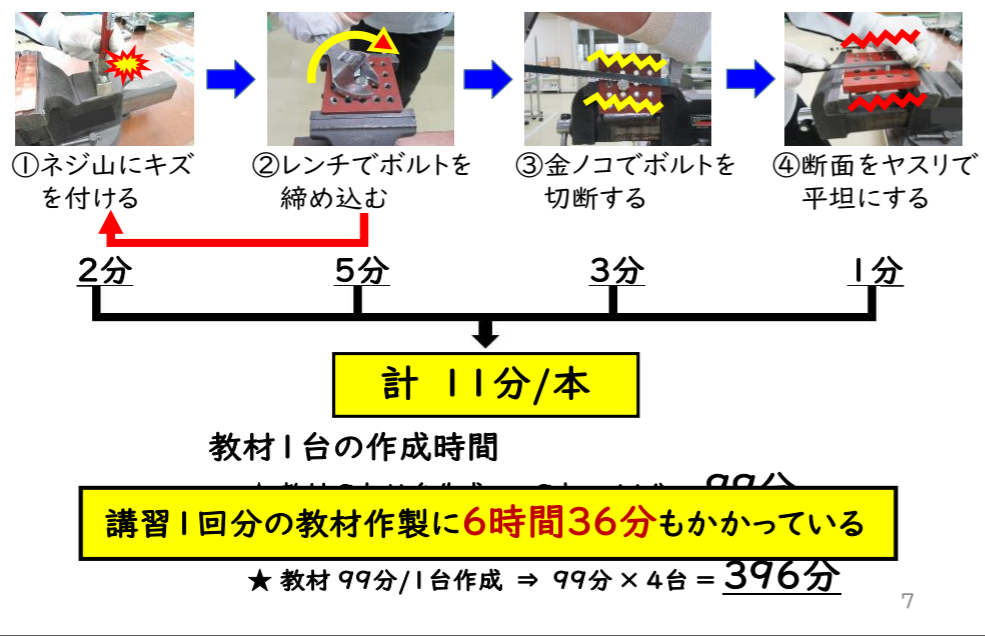 ①ネジ山にキズ
を付ける
②レンチでボルトを
締め込む
③金ノコでボルトを
切断する
④断面をヤスリで
平坦にする
2分
5分
3分
1分
計 11分/本
教材1台の作成時間
99分
講習1回分の教材作製に6時間36分もかかっている
★ 教材 99分/1台作成 ⇒ 99分 × 4台 = 396分
7